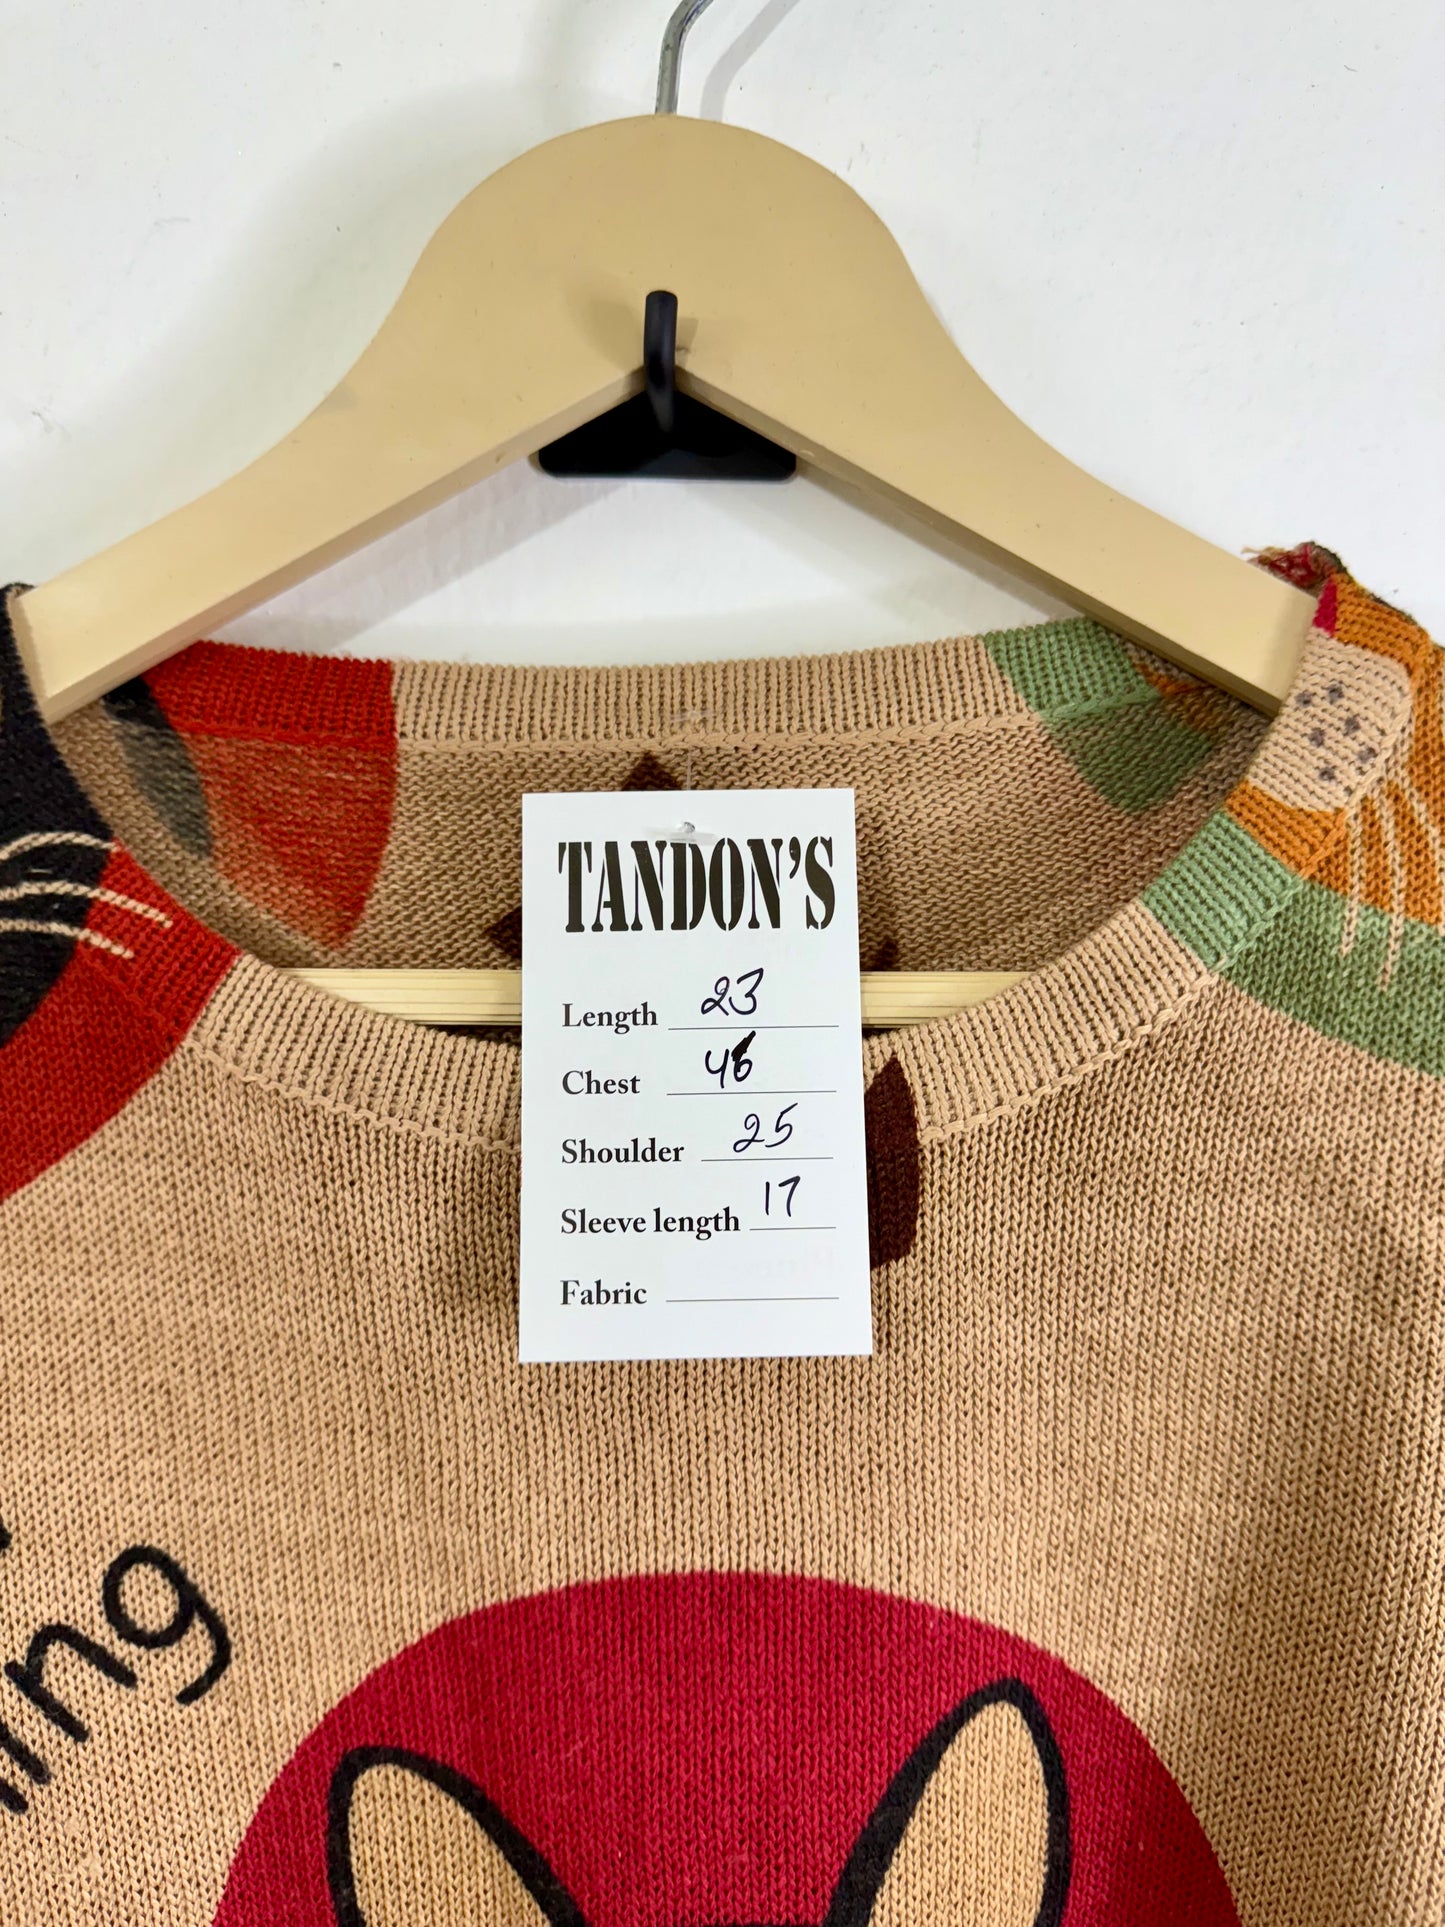 TANDON'S
Length 23
Chest 46
Shoulder 25
Sleeve length 17
Fabric
ing